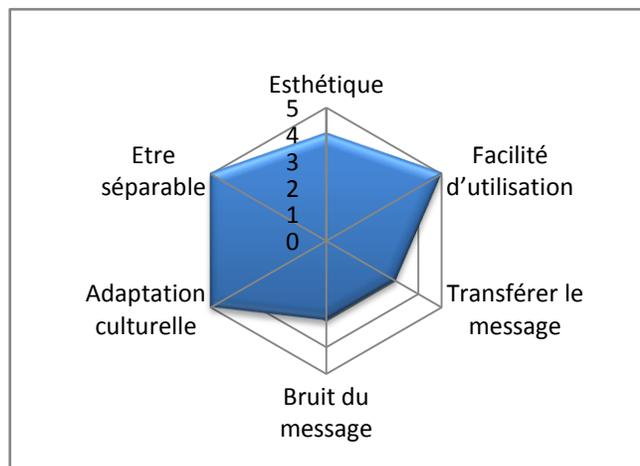 Esthétique
5
4
3
2
1
0
Facilité
d’utilisation
Transférer le
message
Bruit du
message
Adaptation
culturelle
Etre
séparable